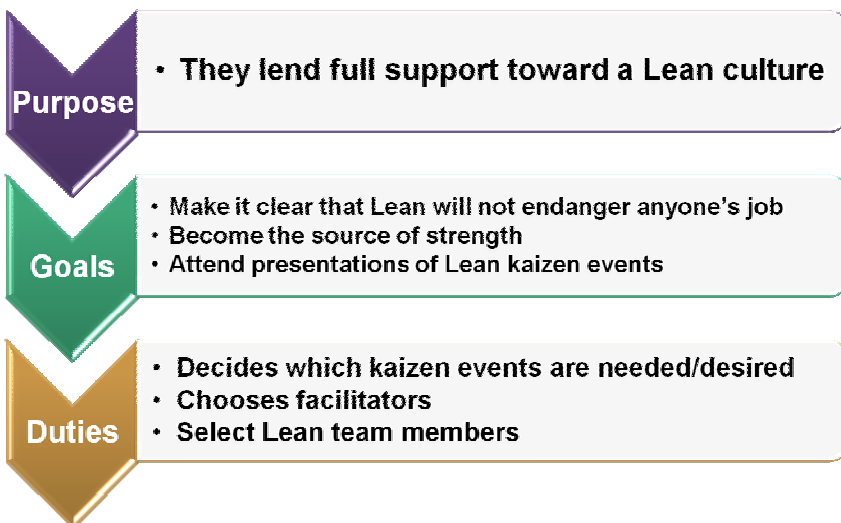 Purpose
• They lend full support toward a Lean culture
Goals
• Make it clear that Lean will not endanger anyone's job
• Become the source of strength
• Attend presentations of Lean kaizen events
Duties
• Decides which kaizen events are needed/desired
• Chooses facilitators
• Select Lean team members